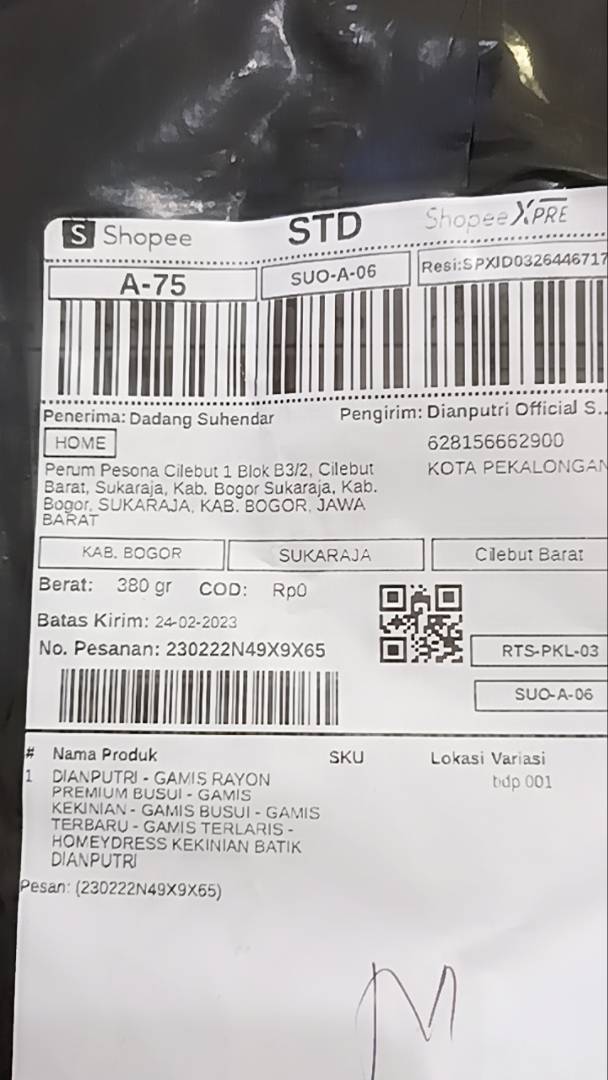 S Shopee
STD
Shopee XPRE
A-75
SUO-A-06
Resi:SPXID0326446717
Penerima: Dadang Suhendar
Pengirim: Dianputri Official S..
HOME
628156662900
Perum Pesona Cilebut 1 Blok B3/2, Cilebut
KOTA PEKALONGAN
Barat, Sukaraja, Kab. Bogor Sukaraja, Kab.
Bogor, SUKARAJA, KAB. BOGOR, JAWA
BARAT
KAB. BOGOR
SUKARAJA
Cilebut Barat
Berat: 380 gr COD: Rp0
Batas Kirim: 24-02-2023
No. Pesanan: 230222N49X9X65
RTS-PKL-03
SUO-A-06
# Nama Produk SKU Lokasi Variasi
1 DIANPUTRI - GAMIS RAYON
bdp 001
PREMIUM BUSUI - GAMIS
KEKINIAN - GAMIS BUSUI - GAMIS
TERBARU - GAMIS TERLARIS -
HOMEYDRESS KEKINIAN BATIK
DIANPUTRI
Pesan: (230222N49X9X65)
M